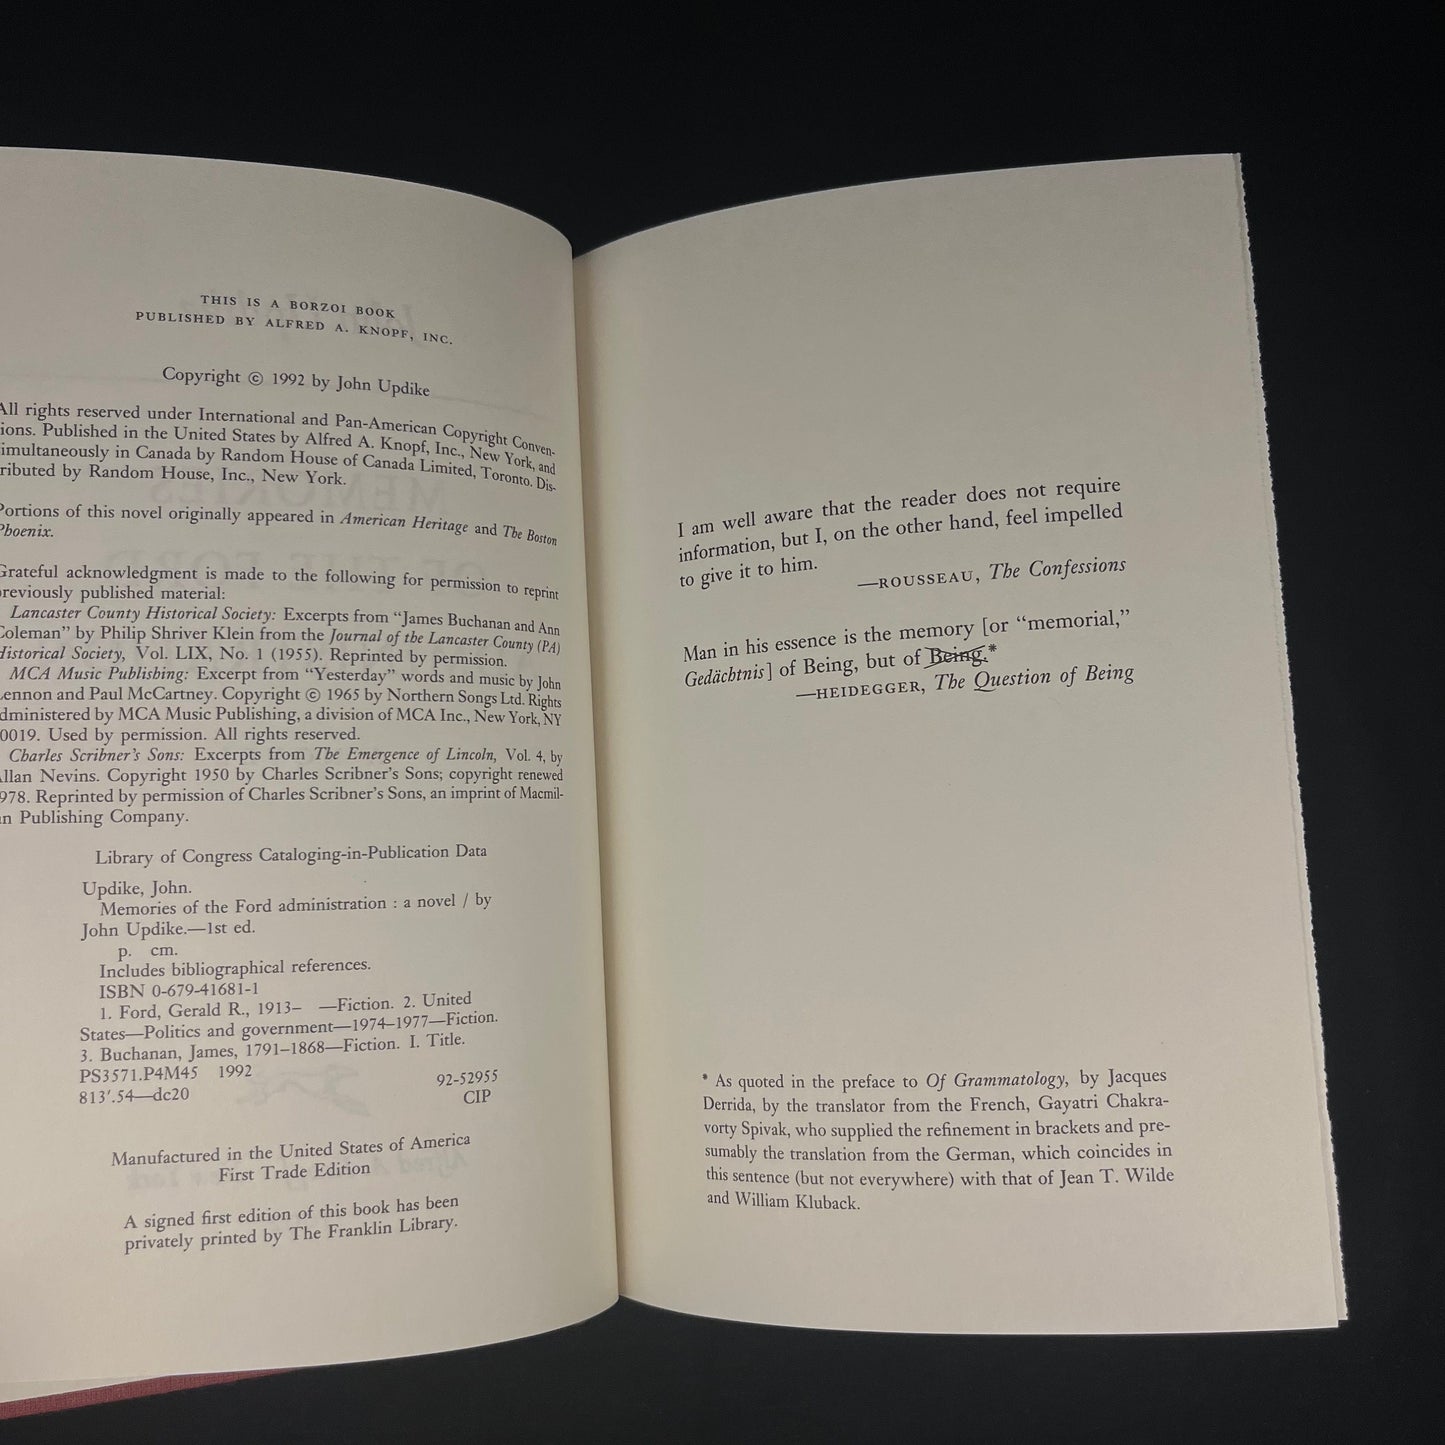 THIS IS A BORZOI BOOK
PUBLISHED BY ALFRED A. KNOPF, INC.
Copyright © 1992 by John Updike
All rights reserved under International and Pan-American Copyright Conven-
ions. Published in the United States by Alfred A. Knopf, Inc., New York, and
imultaneously in Canada by Random House of Canada Limited, Toronto. Dis-
ributed by Random House, Inc., New York.
Portions of this novel originally appeared in American Heritage and The Boston
Phoenix.
Grateful acknowledgment is made to the following for permission to reprint
previously published material:
Lancaster County Historical Society: Excerpts from "James Buchanan and Ann
Coleman" by Philip Shriver Klein from the Journal of the Lancaster County (PA)
Historical Society, Vol. LIX, No. 1 (1955). Reprinted by permission.
MCA Music Publishing: Excerpt from "Yesterday" words and music by John
Lennon and Paul McCartney. Copyright © 1965 by Northern Songs Ltd. Rights
dministered by MCA Music Publishing, a division of MCA Inc., New York, NY
0019. Used by permission. All rights reserved.
Charles Scribner's Sons: Excerpts from The Emergence of Lincoln, Vol. 4, by
Allan Nevins. Copyright 1950 by Charles Scribner's Sons; copyright renewed
978. Reprinted by permission of Charles Scribner's Sons, an imprint of Macmil-
an Publishing Company.
Library of Congress Cataloging-in-Publication Data
Updike, John.
Memories of the Ford administration : a novel / by
John Updike.—1st ed.
p. cm.
Includes bibliographical references.
ISBN 0-679-41681-1
1. Ford, Gerald R., 1913– —Fiction. 2. United
States—Politics and government—1974–1977—Fiction.
3. Buchanan, James, 1791–1868—Fiction. I. Title.
PS3571.P4M45 1992
813'.54—dc20
92-52955
CIP
Manufactured in the United States of America
First Trade Edition
A signed first edition of this book has been
privately printed by The Franklin Library.
I am well aware that the reader does not require
information, but I, on the other hand, feel impelled
to give it to him.
—ROUSSEAU, The Confessions
Man in his essence is the memory [or "memorial,"
Gedächtnis] of Being, but of Being.*
—HEIDEGGER, The Question of Being
* As quoted in the preface to Of Grammatology, by Jacques
Derrida, by the translator from the French, Gayatri Chakra-
vorty Spivak, who supplied the refinement in brackets and pre-
sumably the translation from the German, which coincides in
this sentence (but not everywhere) with that of Jean T. Wilde
and William Kluback.